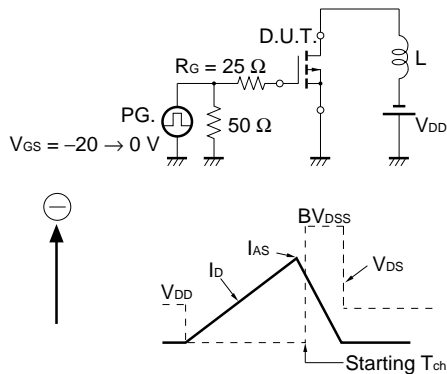 D.U.T.
RG = 25 Ω
L
PG.
50 Ω
VDD
VGS = −20 → 0 V
−
BVDSS
IAS
ID
VDS
VDD
Starting Tch